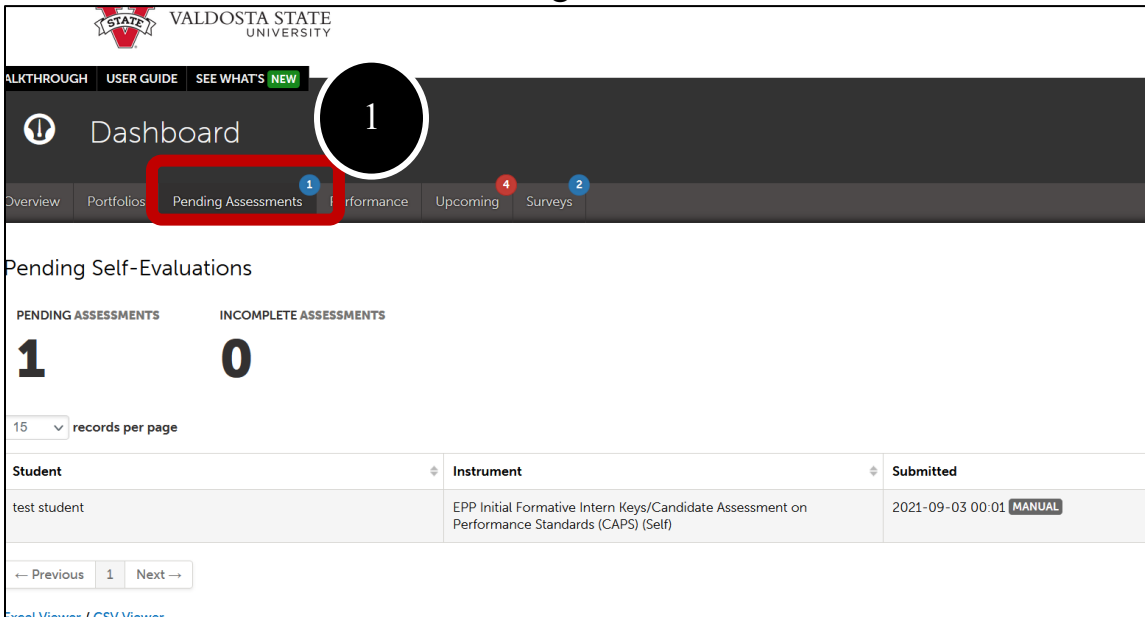 STATE
VALDOSTA STATE
UNIVERSITY
ALKTHROUGH USER GUIDE SEE WHAT'S NEW
1
Dashboard
1 4 2
Overview Portfolios Pending Assessments Performance Upcoming Surveys
Pending Self-Evaluations
PENDING ASSESSMENTS INCOMPLETE ASSESSMENTS
1 0
15 records per page
Student Instrument Submitted
test student EPP Initial Formative Intern Keys/Candidate Assessment on 2021-09-03 00:01 MANUAL
Performance Standards (CAPS) (Self)
← Previous 1 Next →
Excel Viewer / CSV Viewer